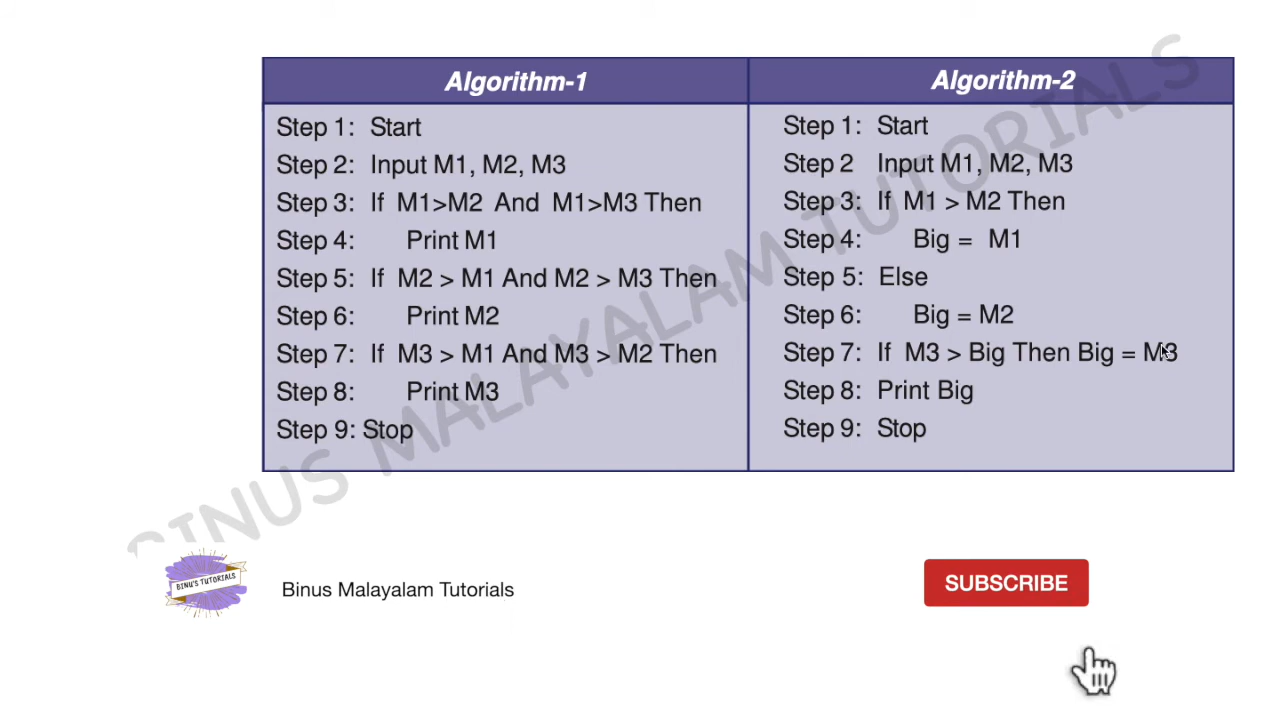 Algorithm-1
Step 1: Start
Step 2: Input M1, M2, M3
Step 3: If M1>M2 And M1>M3 Then
Step 4: Print M1
Step 5: If M2 > M1 And M2 > M3 Then
Step 6: Print M2
Step 7: If M3 > M1 And M3 > M2 Then
Step 8: Print M3
Step 9: Stop
Algorithm-2
Step 1: Start
Step 2 Input M1, M2, M3
Step 3: If M1 > M2 Then
Step 4: Big = M1
Step 5: Else
Step 6: Big = M2
Step 7: If M3 > Big Then Big = M3
Step 8: Print Big
Step 9: Stop
BINUS MALAYALAM TUTORIALS
BINU'S TUTORIALS
Binus Malayalam Tutorials
SUBSCRIBE